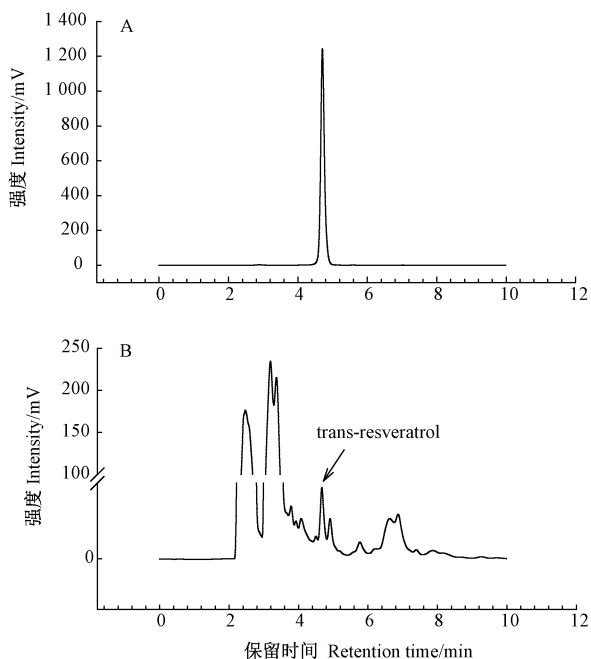 A
强度 Intensity/mV
1 400
1 200
1 000
800
600
400
200
0
0 2 4 6 8 10 12
B
强度 Intensity/mV
250
200
150
100
0
trans-resveratrol
0 2 4 6 8 10 12
保留时间 Retention time/min